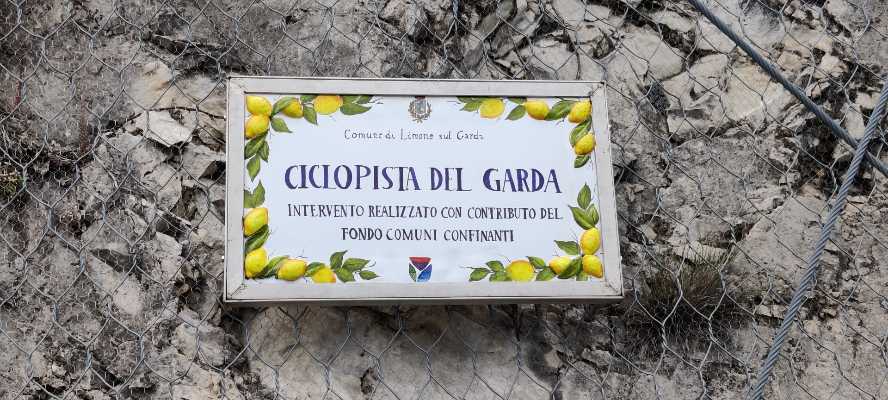 Comune di Limone sul Garda
CICLOPISTA DEL GARDA
INTERVENTO REALIZZATO CON CONTRIBUTO DEL
FONDO COMUNI CONFINANTI